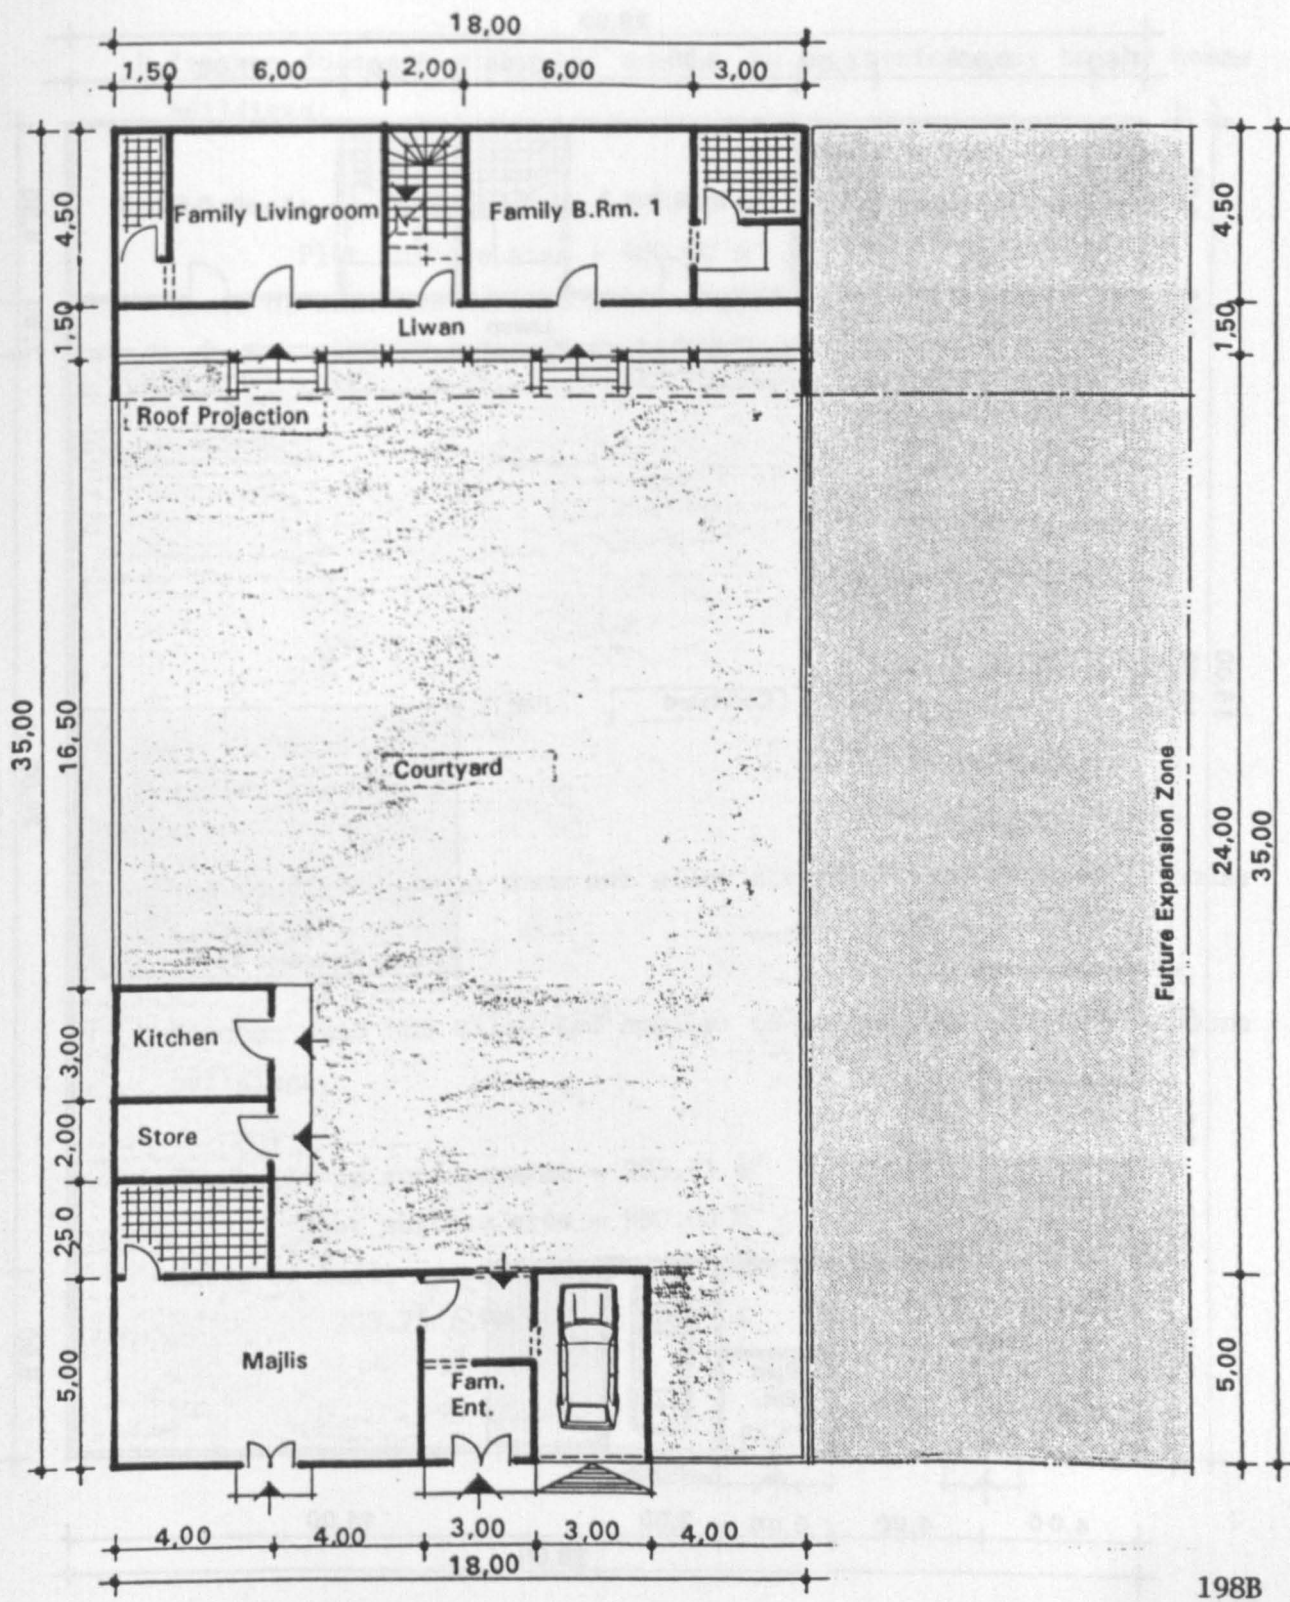 18,00
1,50 6,00 2,00 6,00 3,00
4,50
4,50
Family Livingroom
Family B.Rm. 1
1,50
Liwan
1,50
Roof Projection
35,00
16,50
Courtyard
Future Expansion Zone
24,00
35,00
Kitchen
3,00
Store
2,00
25 0
Majlis
5,00
Fam.
Ent.
5,00
4,00 4,00 3,00 3,00 4,00
18,00
198B